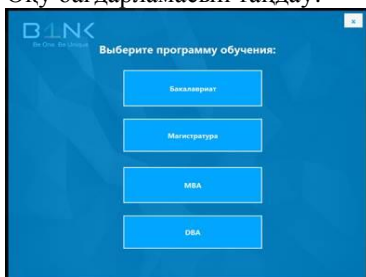 Оқу бағдарламасын таңдау:
B1NK
Be One. Be Unique
Выберите программу обучения:
Бакалавриат
Магистратура
MBA
DBA